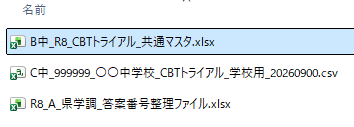 名前
B中_R8_CBTトライアル_共通マスタ.xlsx
C中_999999_〇〇中学校_CBTトライアル_学校用_20260900.csv
R8_A_県学調_答案番号整理ファイル.xlsx